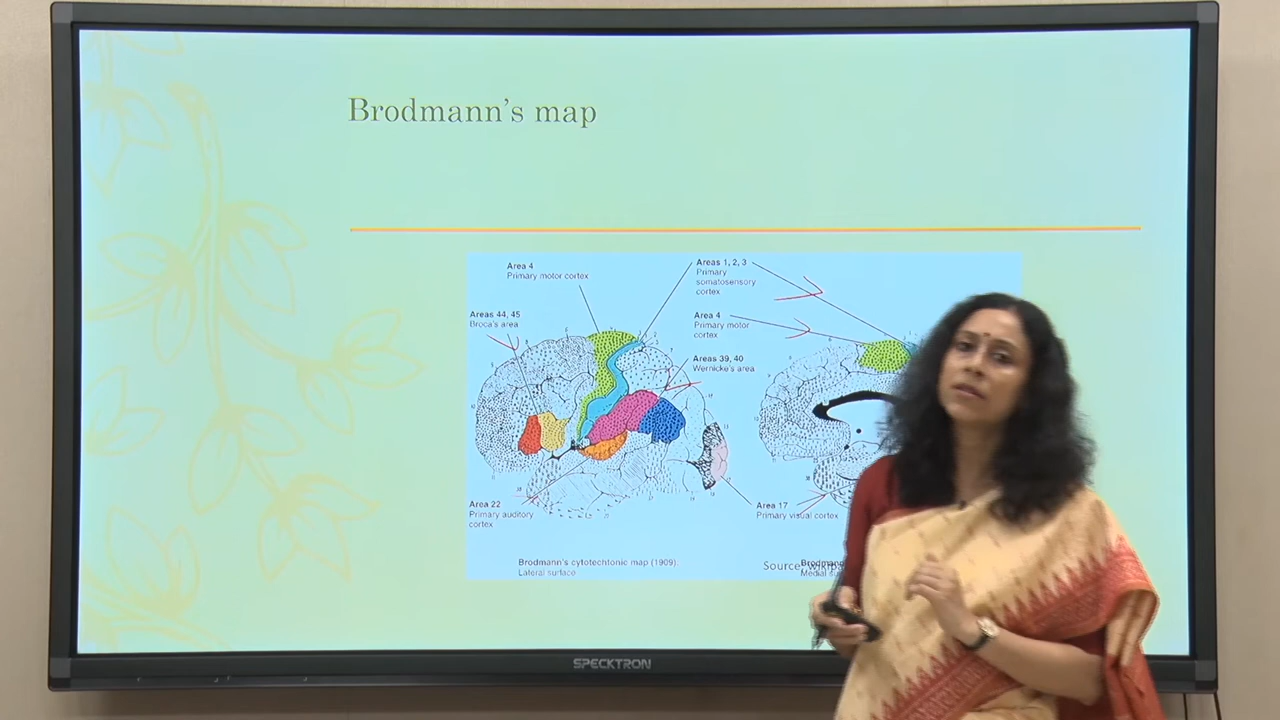 Brodmann's map
Area 4
Primary motor cortex
Areas 1, 2, 3
Primary
somatosensory
cortex
Areas 44, 45
Broca's area
Area 4
Primary motor
cortex
Areas 39, 40
Wernicke's area
Area 22
Primary auditory
cortex
Area 17
Primary visual cortex
Brodmann's cytotechtonic map (1909).
Lateral surface
Source:
Brodmann
Medial
SPECKTRON